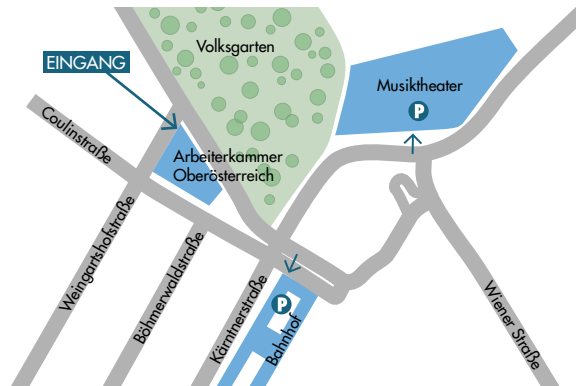 Volksgarten
EINGANG
Musiktheater
P
Coulinstraße
Arbeiterkammer
Oberösterreich
Weingartshofstraße
Böhmerwaldstraße
Kärntnerstraße
P
Bahnhof
Wiener Straße